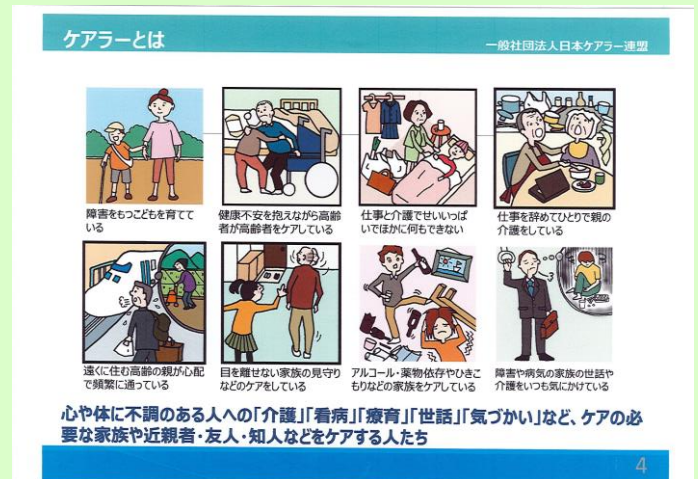 ケアラーとは
一般社団法人日本ケアラー連盟
障害をもつこどもを育てて
いる
健康不安を抱えながら高齢
者が高齢者をケアしている
仕事と介護でせいいっぱ
いでほかに何もできない
仕事を辞めてひとりで親の
介護をしている
遠くに住む高齢の親が心配
で頻繁に通っている
目を離せない家族の見守り
などのケアをしている
アルコール・薬物依存やひきこ
もりなどの家族をケアしている
障害や病気の家族の世話や
介護をいつも気にかけている
心や体に不調のある人への「介護」「看病」「療育」「世話」「気づかい」など、ケアの必
要な家族や近親者・友人・知人などをケアする人たち
4